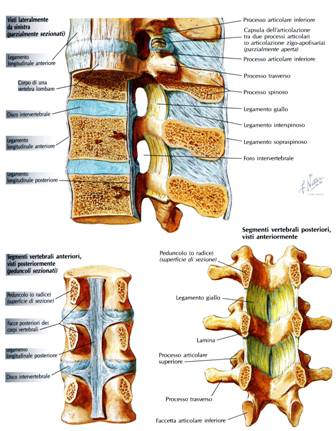 Visti lateralmente
da sinistra
(parzialmente sezionati)
Legamento
longitudinale anteriore
Corpo di una
vertebra lombare
Disco intervertebrale
Legamento
longitudinale anteriore
Legamento
longitudinale posteriore
Processo articolare inferiore
Capsula dell'articolazione
tra due processi articolari
(o articolazione zigo-apofisaria)
(parzialmente aperta)
Processo articolare inferiore
Processo trasverso
Processo spinoso
Legamento giallo
Legamento interspinoso
Legamento sopraspinoso
Foro intervertebrale
Segmenti vertebrali anteriori,
visti posteriormente
(peduncoli sezionati)
Peduncolo (o radice)
(superficie di sezione)
Facce posteriori dei
corpi vertebrali
Legamento
longitudinale posteriore
Disco intervertebrale
Segmenti vertebrali posteriori,
visti anteriormente
Peduncolo (o radice)
(superficie di sezione)
Legamento giallo
Lamina
Processo articolare
superiore
Processo trasverso
Faccetta articolare inferiore